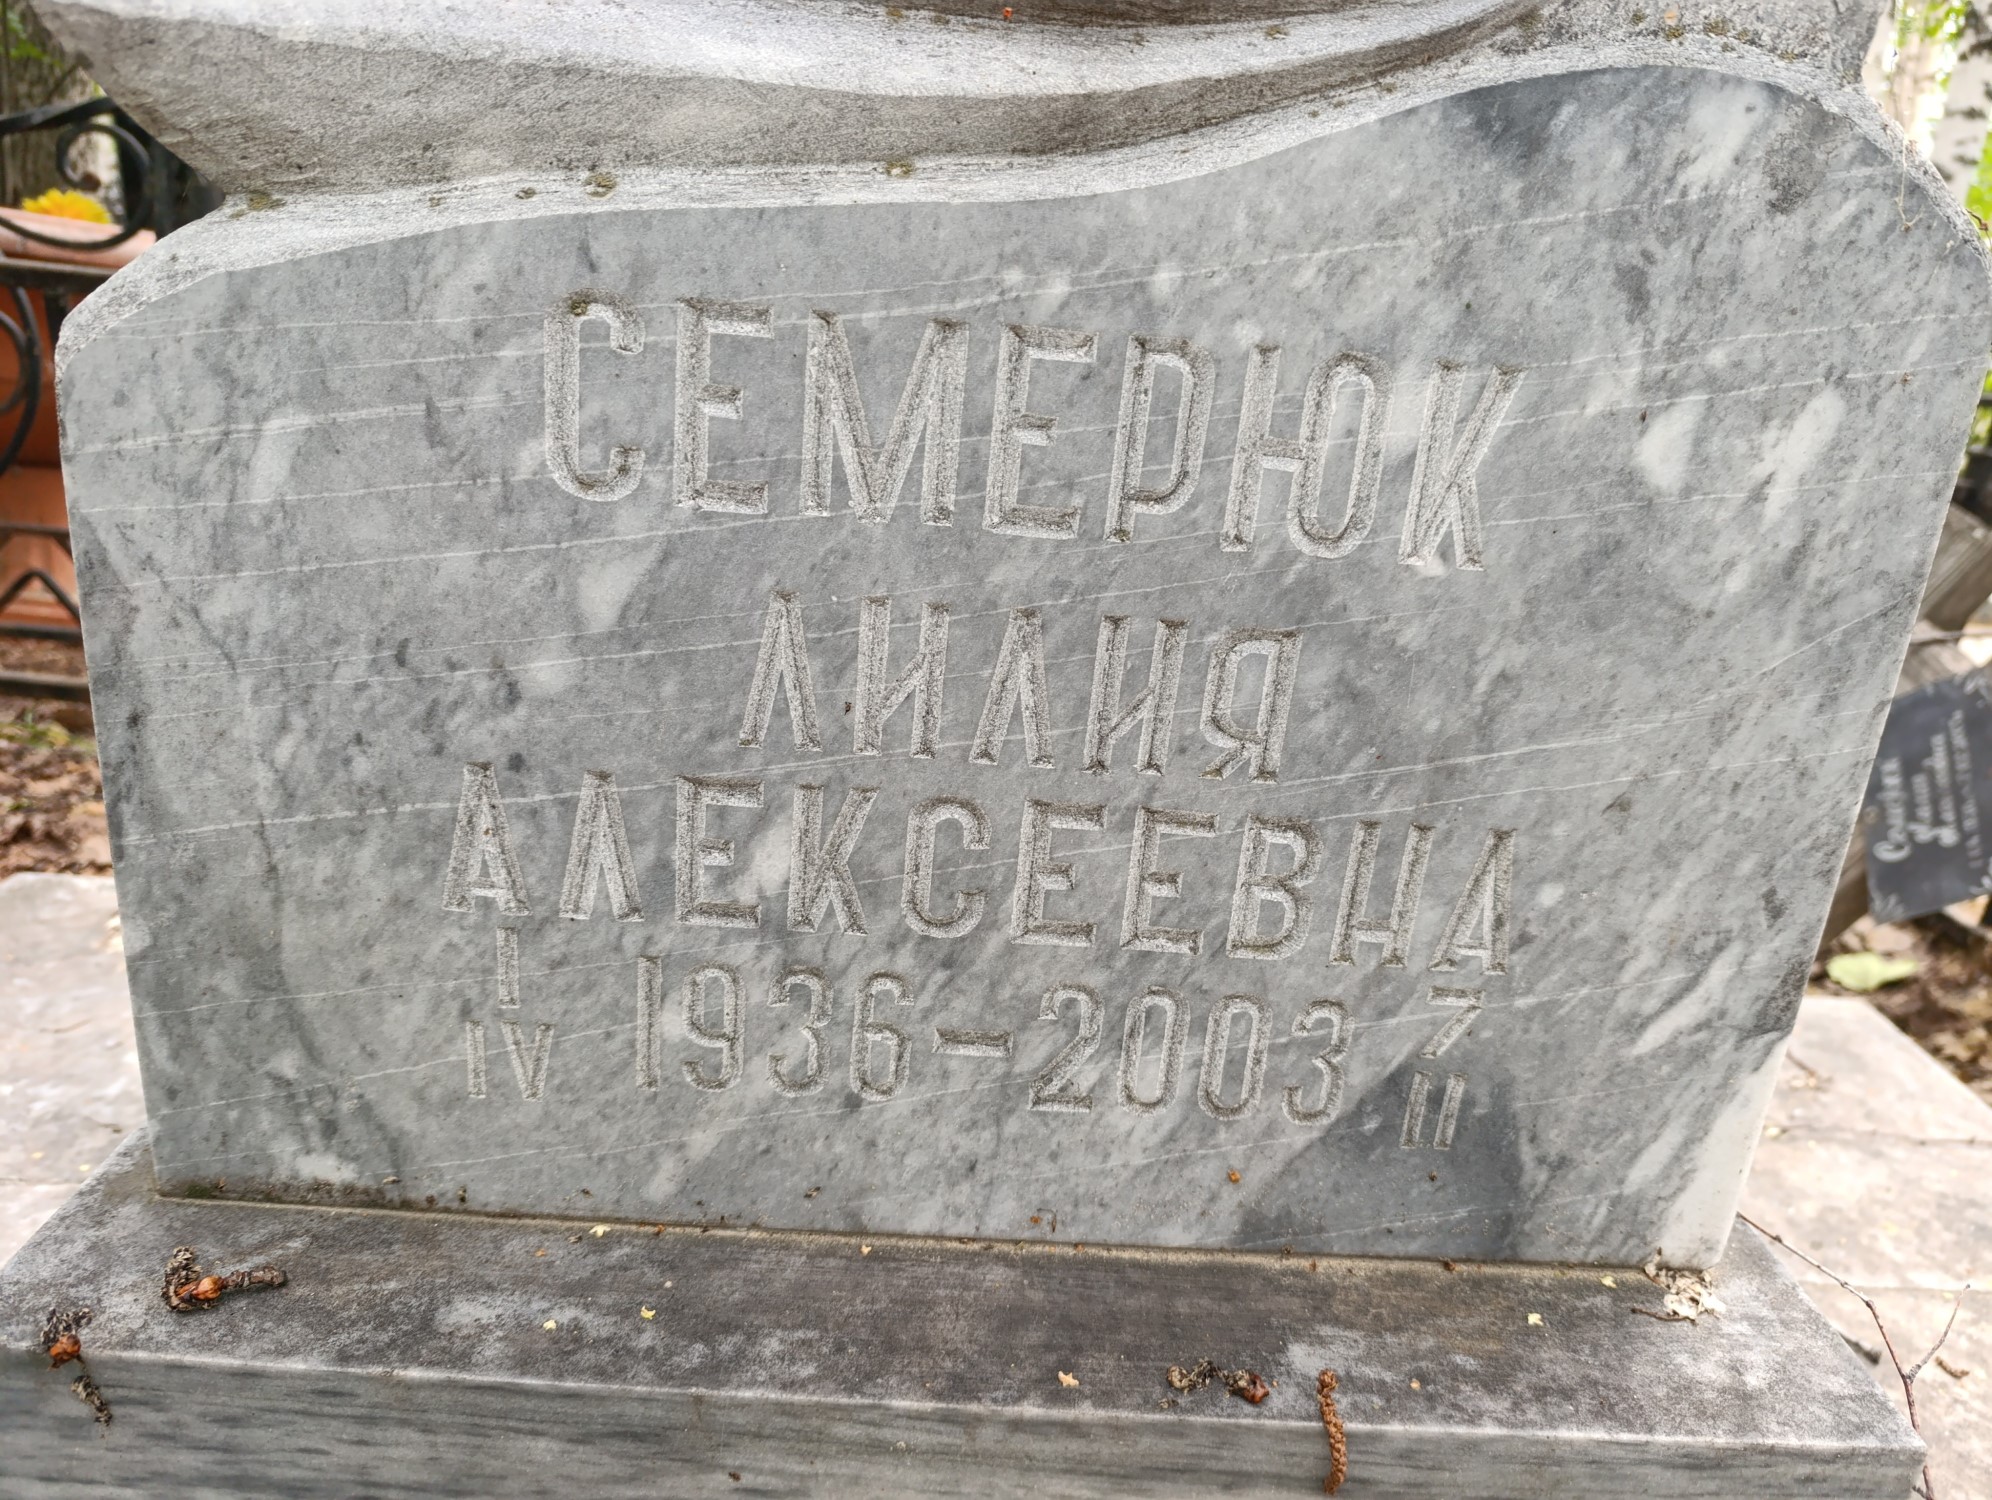 СЕМЕРЮК
ЛИЛИЯ
АЛЕКСЕЕВНА
I
IV 1936–2003 7
II